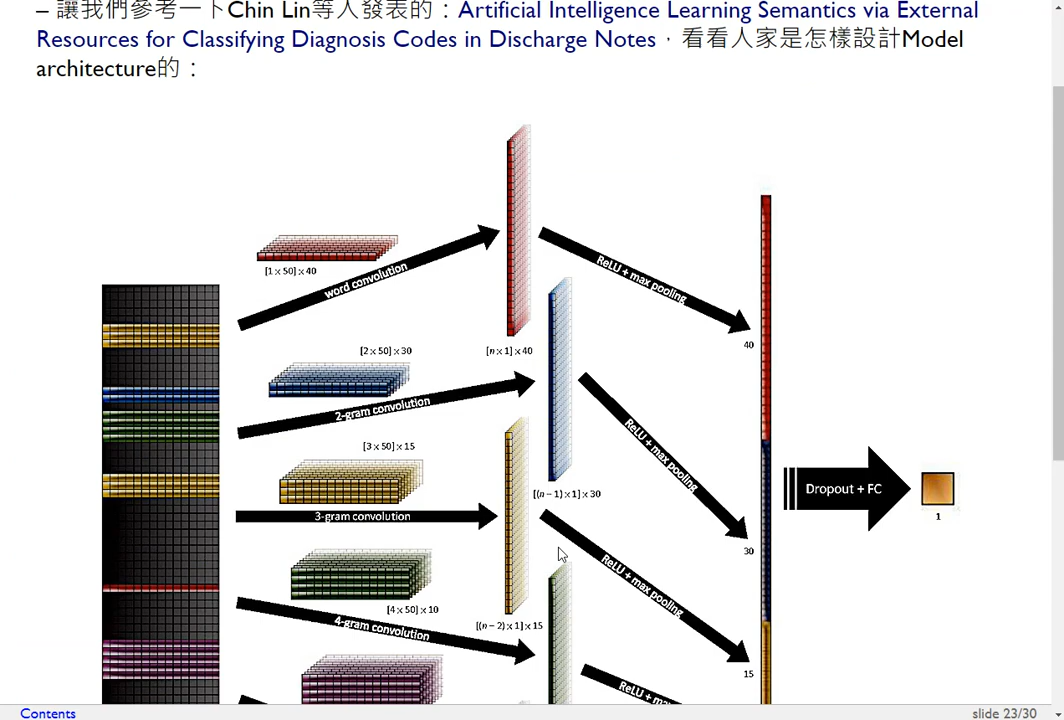 – 讓我們參考一下Chin Lin等人發表的：Artificial Intelligence Learning Semantics via External
Resources for Classifying Diagnosis Codes in Discharge Notes，看看人家是怎樣設計Model
architecture的：
[1 x 50] x 40
word convolution
[n x 1] x 40
ReLU + max pooling
40
[2 x 50] x 30
2-gram convolution
[(n – 1) x 1] x 30
ReLU + max pooling
30
[3 x 50] x 15
3-gram convolution
[(n – 2) x 1] x 15
ReLU + max pooling
15
[4 x 50] x 10
4-gram convolution
ReLU +
Dropout + FC
1
Contents
slide 23/30